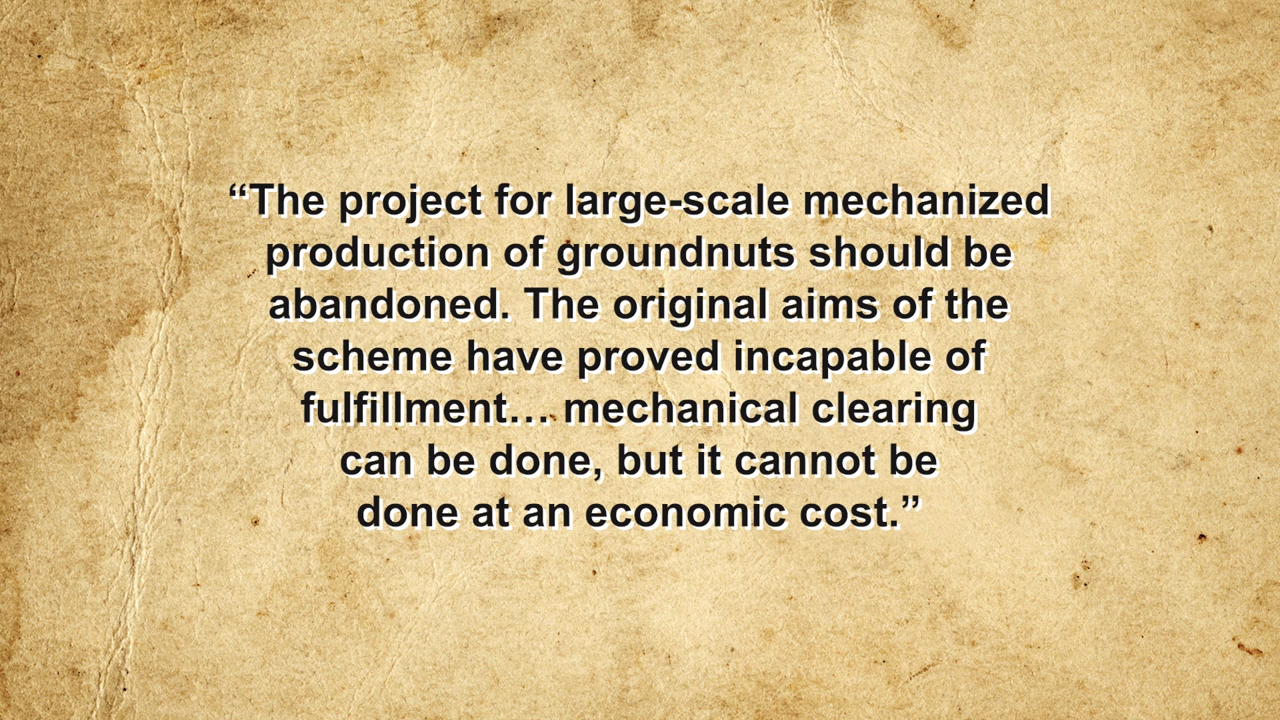 “The project for large-scale mechanized
production of groundnuts should be
abandoned. The original aims of the
scheme have proved incapable of
fulfillment… mechanical clearing
can be done, but it cannot be
done at an economic cost.”